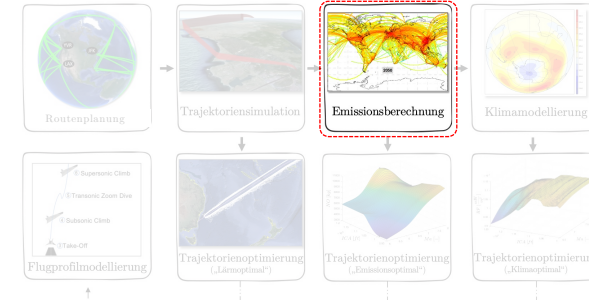 Routenplanung
Trajektoriensimulation
Emissionsberechnung
Klimamodellierung
Supersonic Climb
Transonic Zoom Dive
Subsonic Climb
Take-Off
Flugprofilmodellierung
Trajektorienoptimierung
(„Lärmoptimal“)
Trajektorienoptimierung
(„Emissionsoptimal“)
Trajektorienoptimierung
(„Klimaoptimal“)